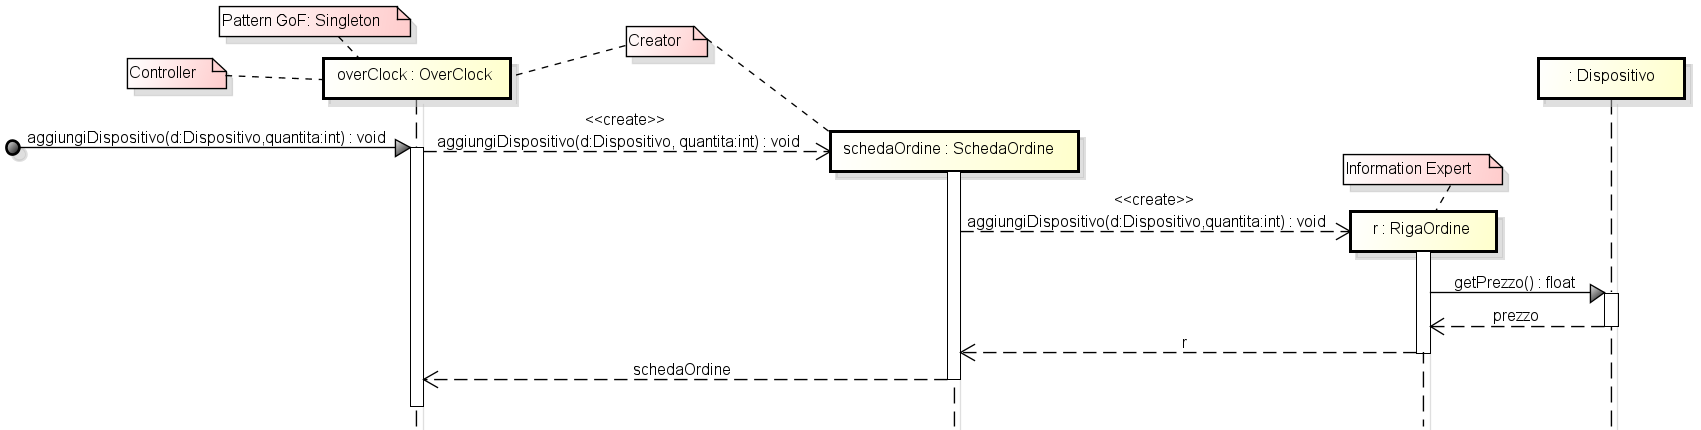 Pattern GoF: Singleton
Creator
Controller
overClock : OverClock
: Dispositivo
<<create>>
aggiungiDispositivo(d:Dispositivo,quantita:int) : void
aggiungiDispositivo(d:Dispositivo, quantita:int) : void
schedaOrdine : SchedaOrdine
Information Expert
<<create>>
aggiungiDispositivo(d:Dispositivo,quantita:int) : void
r : RigaOrdine
getPrezzo() : float
prezzo
r
schedaOrdine